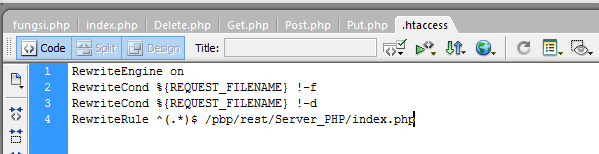 fungsi.php index.php Delete.php Get.php Post.php Put.php .htaccess
Code Split Design Title:
1 RewriteEngine on
2 RewriteCond %{REQUEST_FILENAME} !-f
3 RewriteCond %{REQUEST_FILENAME} !-d
4 RewriteRule ^(.*)$ /pbp/rest/Server_PHP/index.php